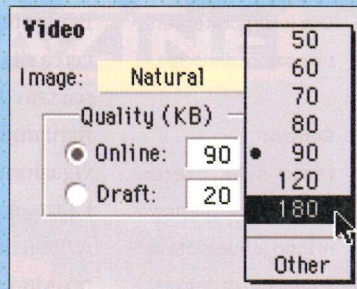 Video
Image: Natural
Quality (KB)
Online: 90
Draft: 20
50
60
70
80
90
120
180
Other